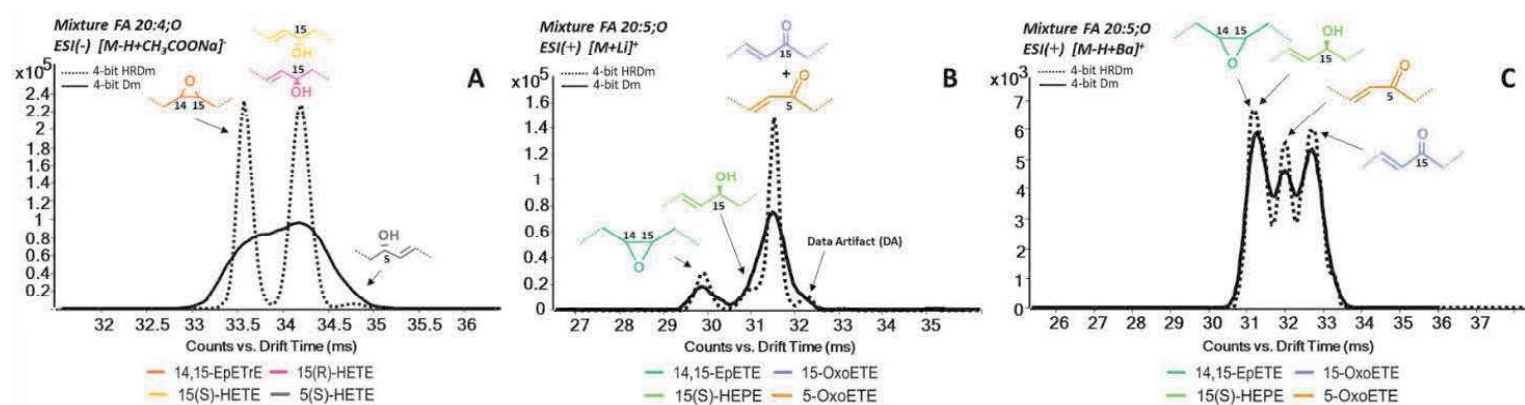 Mixture FA 20:4;O
ESI(-) [M-H+CH3COONa]-
x10^5
4-bit HRDm
4-bit Dm
A
2.4
2.2
2
1.8
1.6
1.4
1.2
1
0.8
0.6
0.4
0.2
O
14 15
15
OH
15
OH
OH
5
32 32.5 33 33.5 34 34.5 35 35.5 36
Counts vs. Drift Time (ms)
14,15-EpETrE 15(R)-HETE
15(S)-HETE 5(S)-HETE
Mixture FA 20:5;O
ESI(+) [M+Li]+
x10^5
4-bit HRDm
4-bit Dm
B
1.6
1.4
1.2
1
0.8
0.6
0.4
0.2
0
O
15
+
O
5
OH
15
14 15
O
Data Artifact (DA)
27 28 29 30 31 32 33 34 35
Counts vs. Drift Time (ms)
14,15-EpETE 15-OxoETE
15(S)-HEPE 5-OxoETE
Mixture FA 20:5;O
ESI(+) [M-H+Ba]+
x10^3
4-bit HRDm
4-bit Dm
C
7
6
5
4
3
2
1
0
14 15
O
OH
15
O
5
O
15
26 27 28 29 30 31 32 33 34 35 36 37
Counts vs. Drift Time (ms)
14,15-EpETE 15-OxoETE
15(S)-HEPE 5-OxoETE